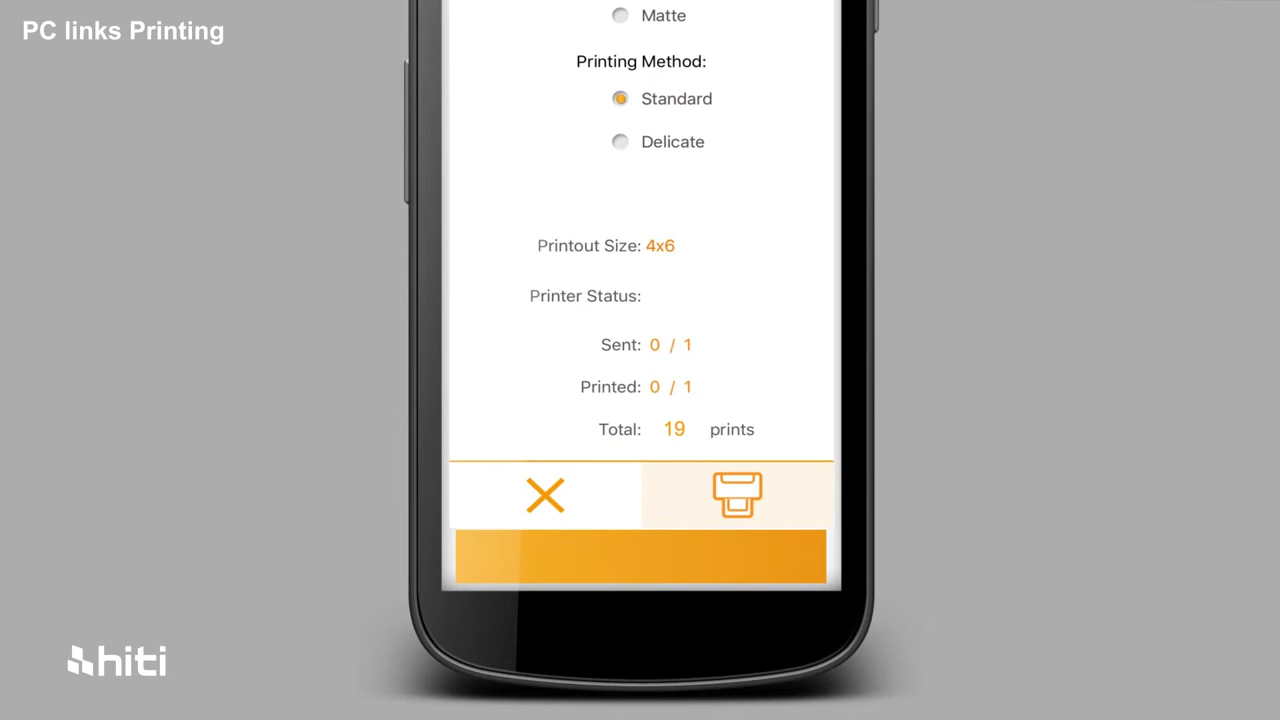 PC links Printing
Matte
Printing Method:
Standard
Delicate
Printout Size: 4x6
Printer Status:
Sent: 0 / 1
Printed: 0 / 1
Total: 19 prints
hiti